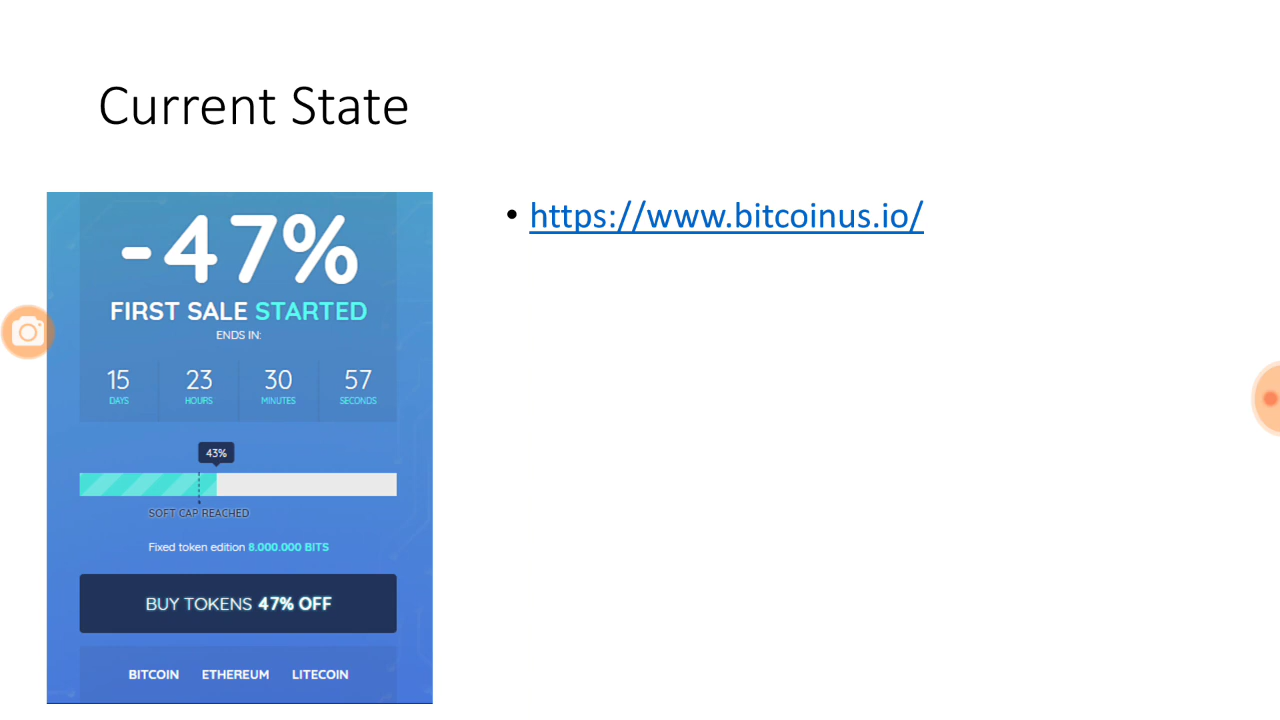 Current State
-47%
FIRST SALE STARTED
ENDS IN:
15 23 30 57
DAYS HOURS MINUTES SECONDS
43%
SOFT CAP REACHED
Fixed token edition 8.000.000 BITS
BUY TOKENS 47% OFF
BITCOIN ETHEREUM LITECOIN
• https://www.bitcoinus.io/